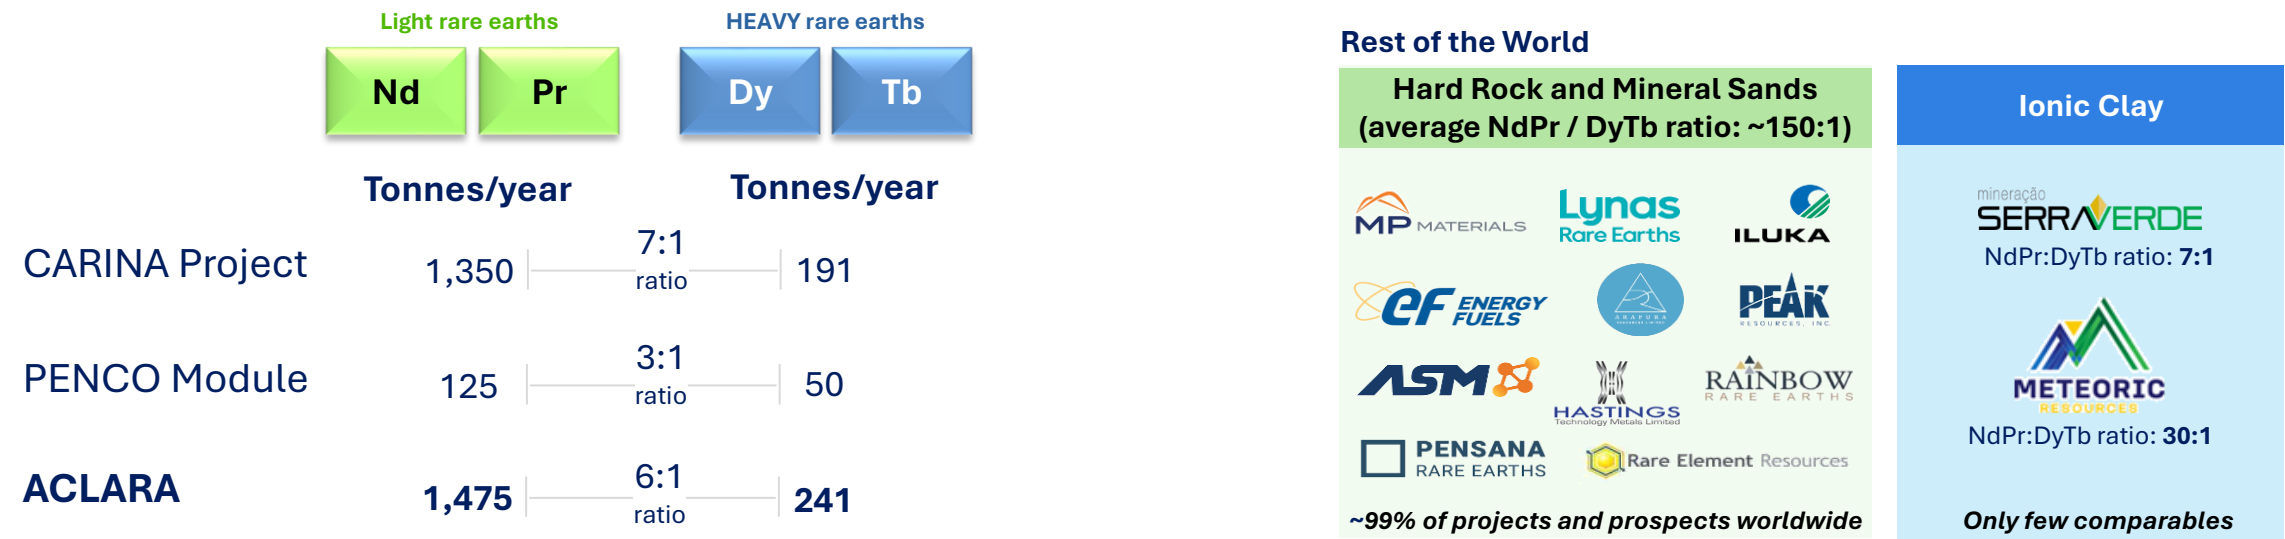 Light rare earths
HEAVY rare earths
Nd
Pr
Dy
Tb
Tonnes/year
Tonnes/year
CARINA Project
1,350
7:1
ratio
191
PENCO Module
125
3:1
ratio
50
ACLARA
1,475
6:1
ratio
241
Rest of the World
Hard Rock and Mineral Sands
(average NdPr / DyTb ratio: ~150:1)
MP MATERIALS
Lynas
Rare Earths
ILUKA
eF ENERGY
FUELS
ARAFURA
PEAK
RESOURCES, INC
ASM
HASTINGS
Technology Metals Limited
RAINBOW
RARE EARTHS
PENSANA
RARE EARTHS
Rare Element Resources
~99% of projects and prospects worldwide
Ionic Clay
mineração
SERRA VERDE
NdPr:DyTb ratio: 7:1
METEORIC
RESOURCES
NdPr:DyTb ratio: 30:1
Only few comparables